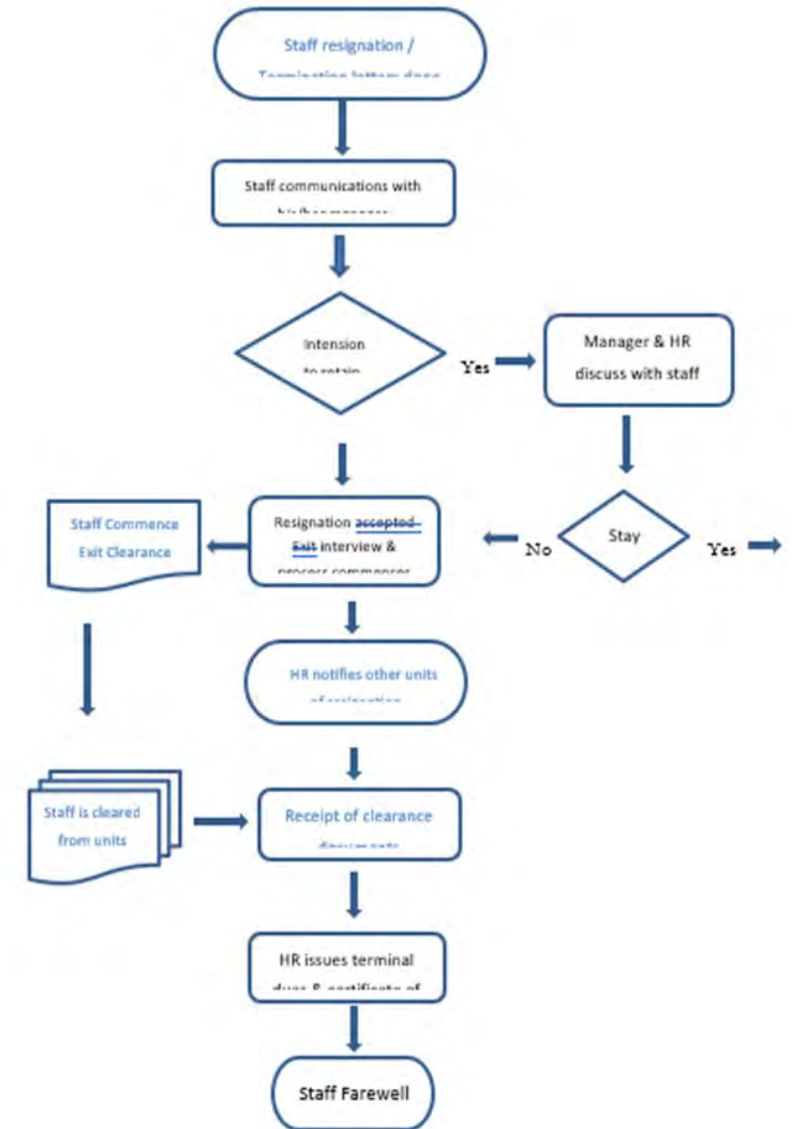 Staff resignation /
Staff communications with
Intension
Yes
Manager & HR
discuss with staff
Stay
No
Yes
Resignation accepted
Exit interview &
Staff Commence
Exit Clearance
HR notifies other units
Staff is cleared
from units
Receipt of clearance
HR issues terminal
Staff Farewell